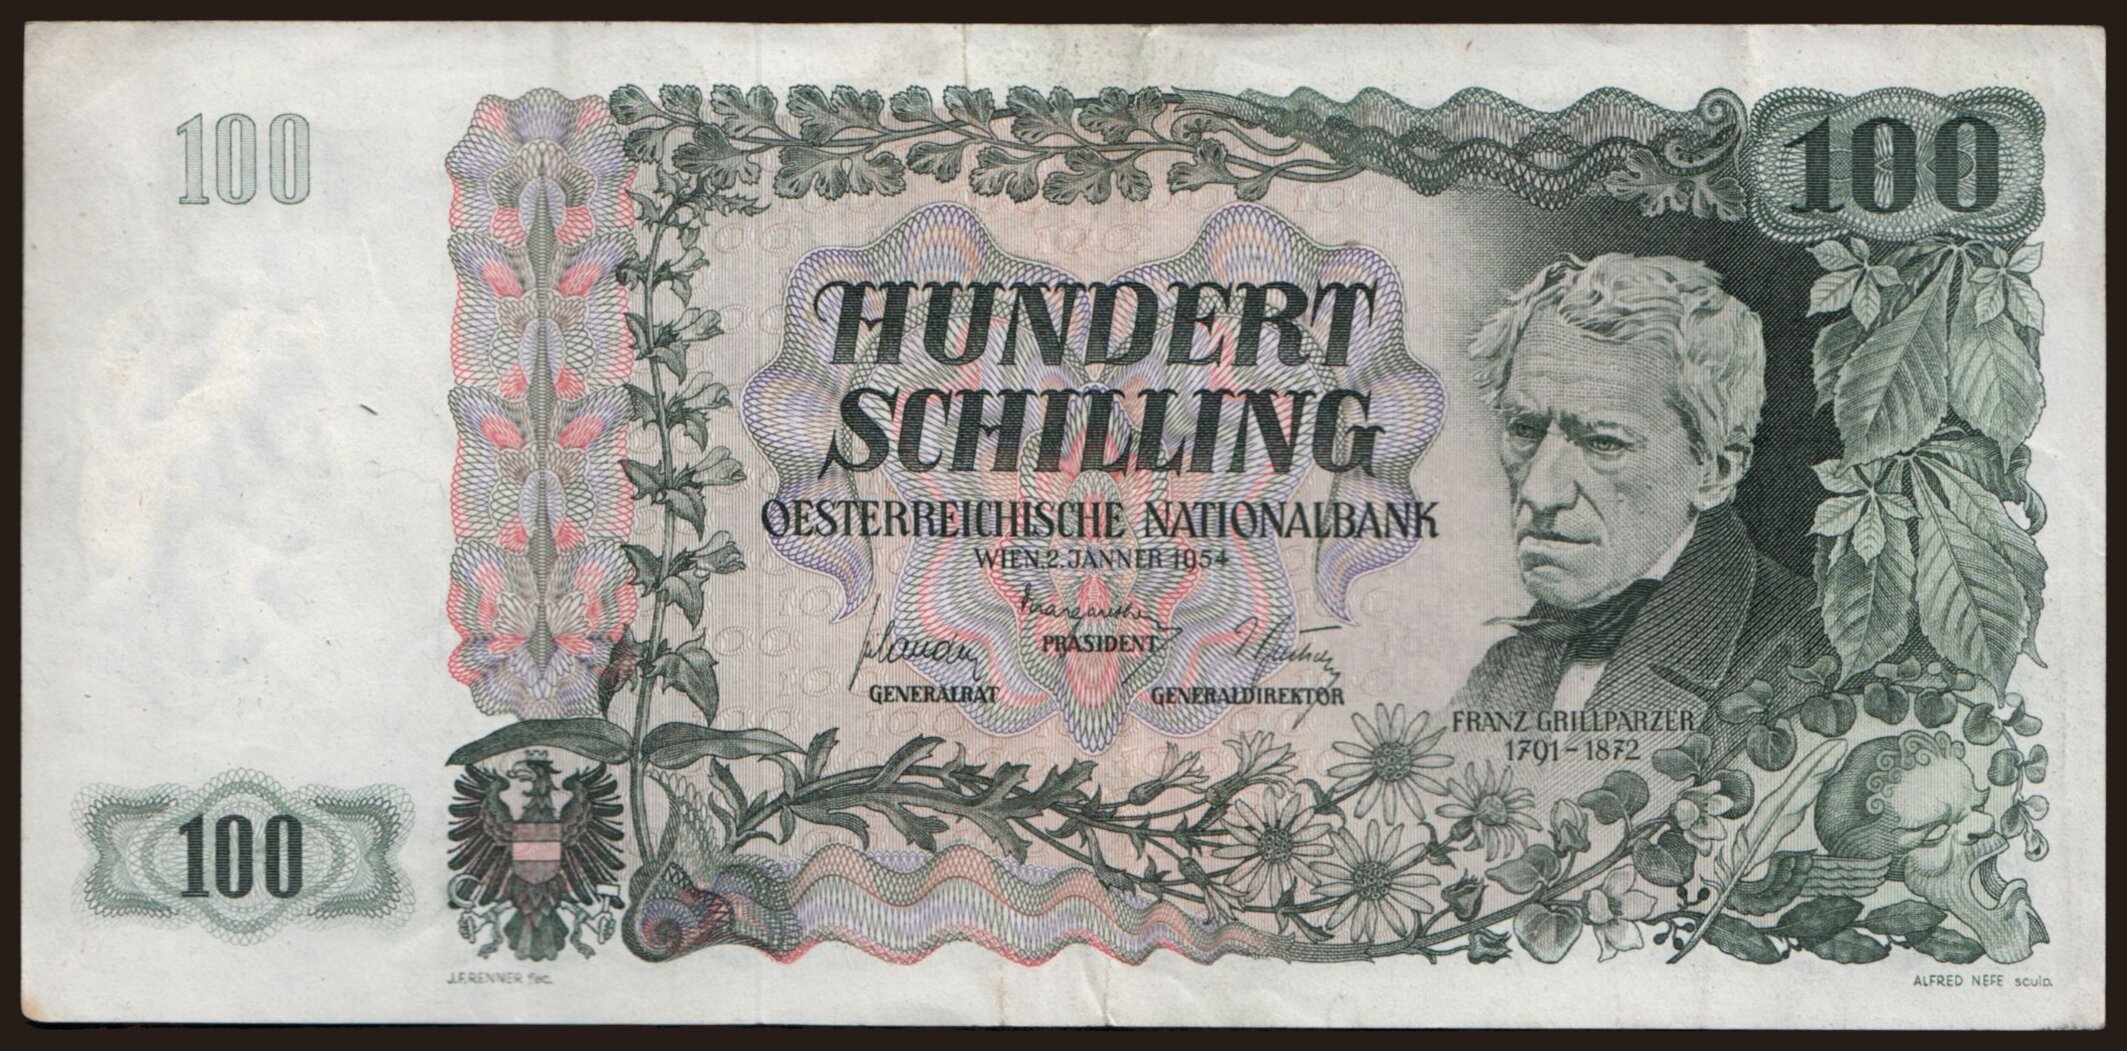 100
100
HUNDERT
SCHILLING
OESTERREICHISCHE NATIONALBANK
WIEN, 2. JÄNNER 1954
PRÄSIDENT
GENERALRAT
GENERALDIREKTOR
FRANZ GRILLPARZER
1791-1872
100
J.F. RENNER fec.
ALFRED NEFE sculp.